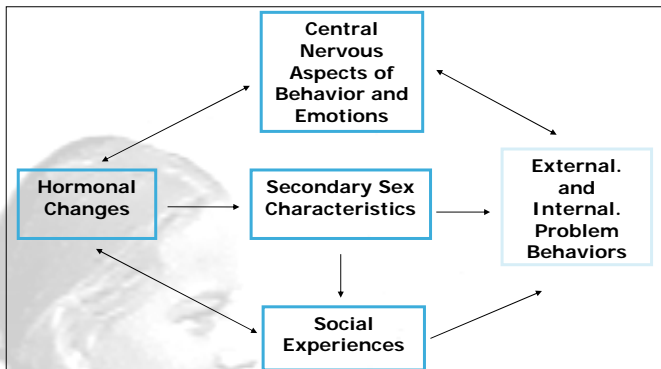 Central
Nervous
Aspects of
Behavior and
Emotions
Hormonal
Changes
Secondary Sex
Characteristics
External.
and
Internal.
Problem
Behaviors
Social
Experiences